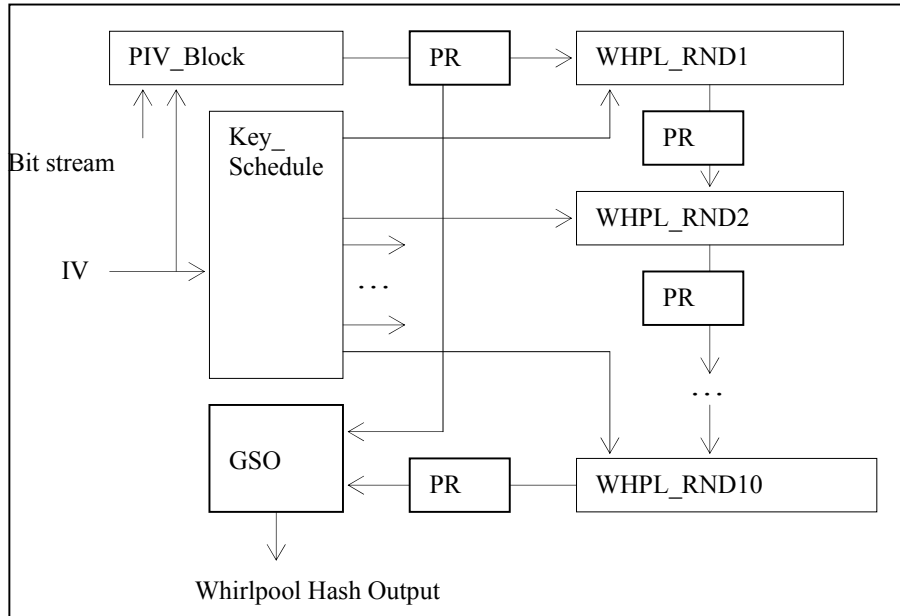 PIV_Block
PR
WHPL_RND1
Key_
Schedule
PR
Bit stream
WHPL_RND2
IV
PR
...
...
GSO
PR
WHPL_RND10
Whirlpool Hash Output